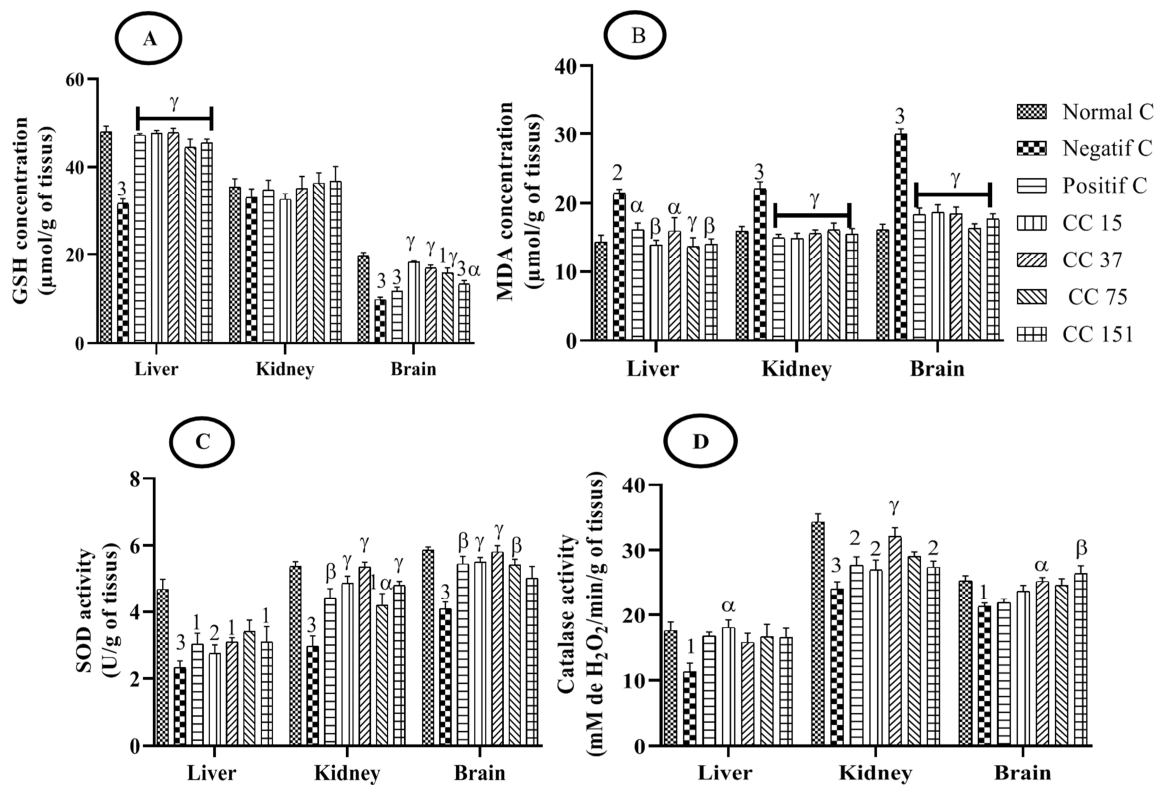 A
GSH concentration
(μmol/g of tissus)
60
40
20
0
3
γ
3
3
γ
γ
1γ
3α
Liver
Kidney
Brain
B
MDA concentration
(μmol/g of tissus)
40
30
20
10
0
2
α
β
α
γ
β
3
γ
3
γ
Liver
Kidney
Brain
Normal C
Negatif C
Positif C
CC 15
CC 37
CC 75
CC 151
C
SOD activity
(U/g of tissus)
8
6
4
2
0
3
1
2
1
1
3
β
γ
γ
1α
γ
3
β
γ
γ
β
Liver
Kidney
Brain
D
Catalase activity
(mM de H₂O₂/min/g of tissus)
40
30
20
10
0
1
α
3
2
2
γ
2
1
α
β
Liver
Kidney
Brain